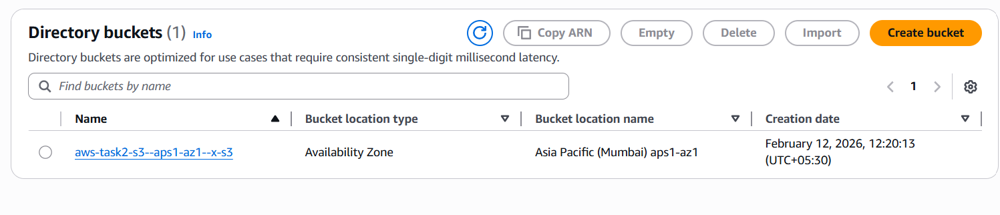 Directory buckets (1) Info
Copy ARN
Empty
Delete
Import
Create bucket
Directory buckets are optimized for use cases that require consistent single-digit millisecond latency.
Find buckets by name
1
Name Bucket location type Bucket location name Creation date
aws-task2-s3--aps1-az1--x-s3 Availability Zone Asia Pacific (Mumbai) aps1-az1 February 12, 2026, 12:20:13
(UTC+05:30)